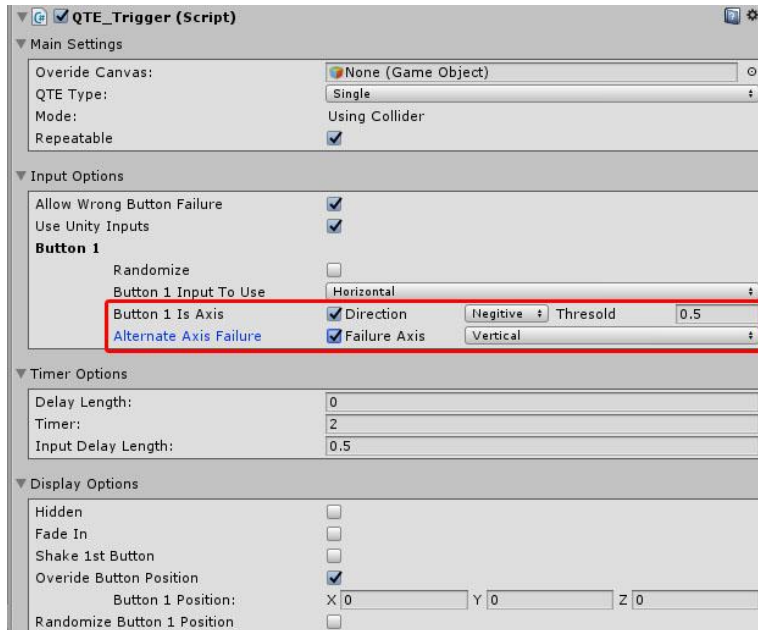 QTE_Trigger (Script)
Main Settings
Overide Canvas: None (Game Object)
QTE Type: Single
Mode: Using Collider
Repeatable
Input Options
Allow Wrong Button Failure
Use Unity Inputs
Button 1
Randomize
Button 1 Input To Use Horizontal
Button 1 Is Axis Direction Negitive Thresold 0.5
Alternate Axis Failure Failure Axis Vertical
Timer Options
Delay Length: 0
Timer: 2
Input Delay Length: 0.5
Display Options
Hidden
Fade In
Shake 1st Button
Overide Button Position
Button 1 Position: X 0 Y 0 Z 0
Randomize Button 1 Position